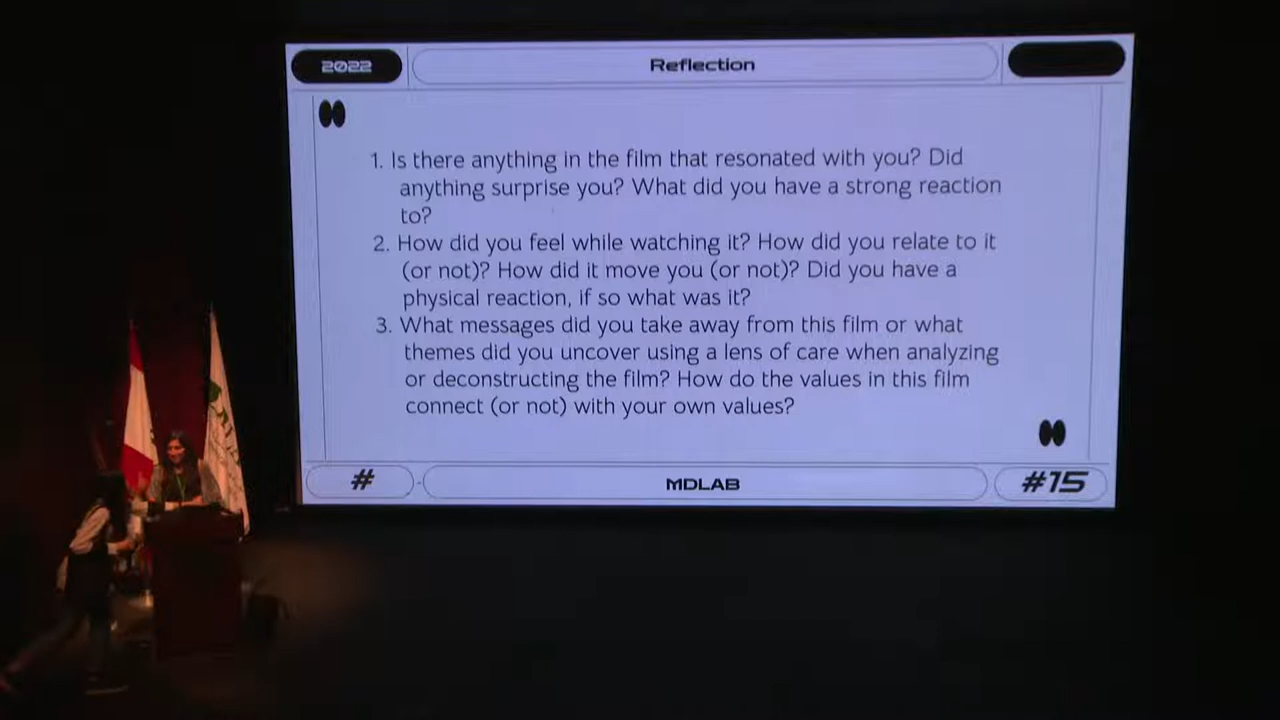 2022
Reflection
1. Is there anything in the film that resonated with you? Did
anything surprise you? What did you have a strong reaction
to?
2. How did you feel while watching it? How did you relate to it
(or not)? How did it move you (or not)? Did you have a
physical reaction, if so what was it?
3. What messages did you take away from this film or what
themes did you uncover using a lens of care when analyzing
or deconstructing the film? How do the values in this film
connect (or not) with your own values?
#
MDLAB
#15